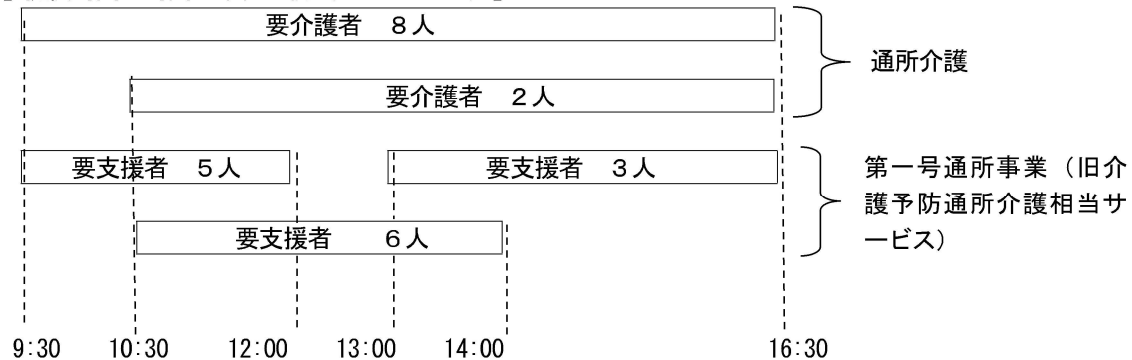 要介護者　８人
通所介護
要介護者　２人
要支援者　５人
要支援者　３人
第一号通所事業（旧介
護予防通所介護相当サ
ービス）
要支援者　　６人
9:30 10:30 12:00 13:00 14:00 16:30